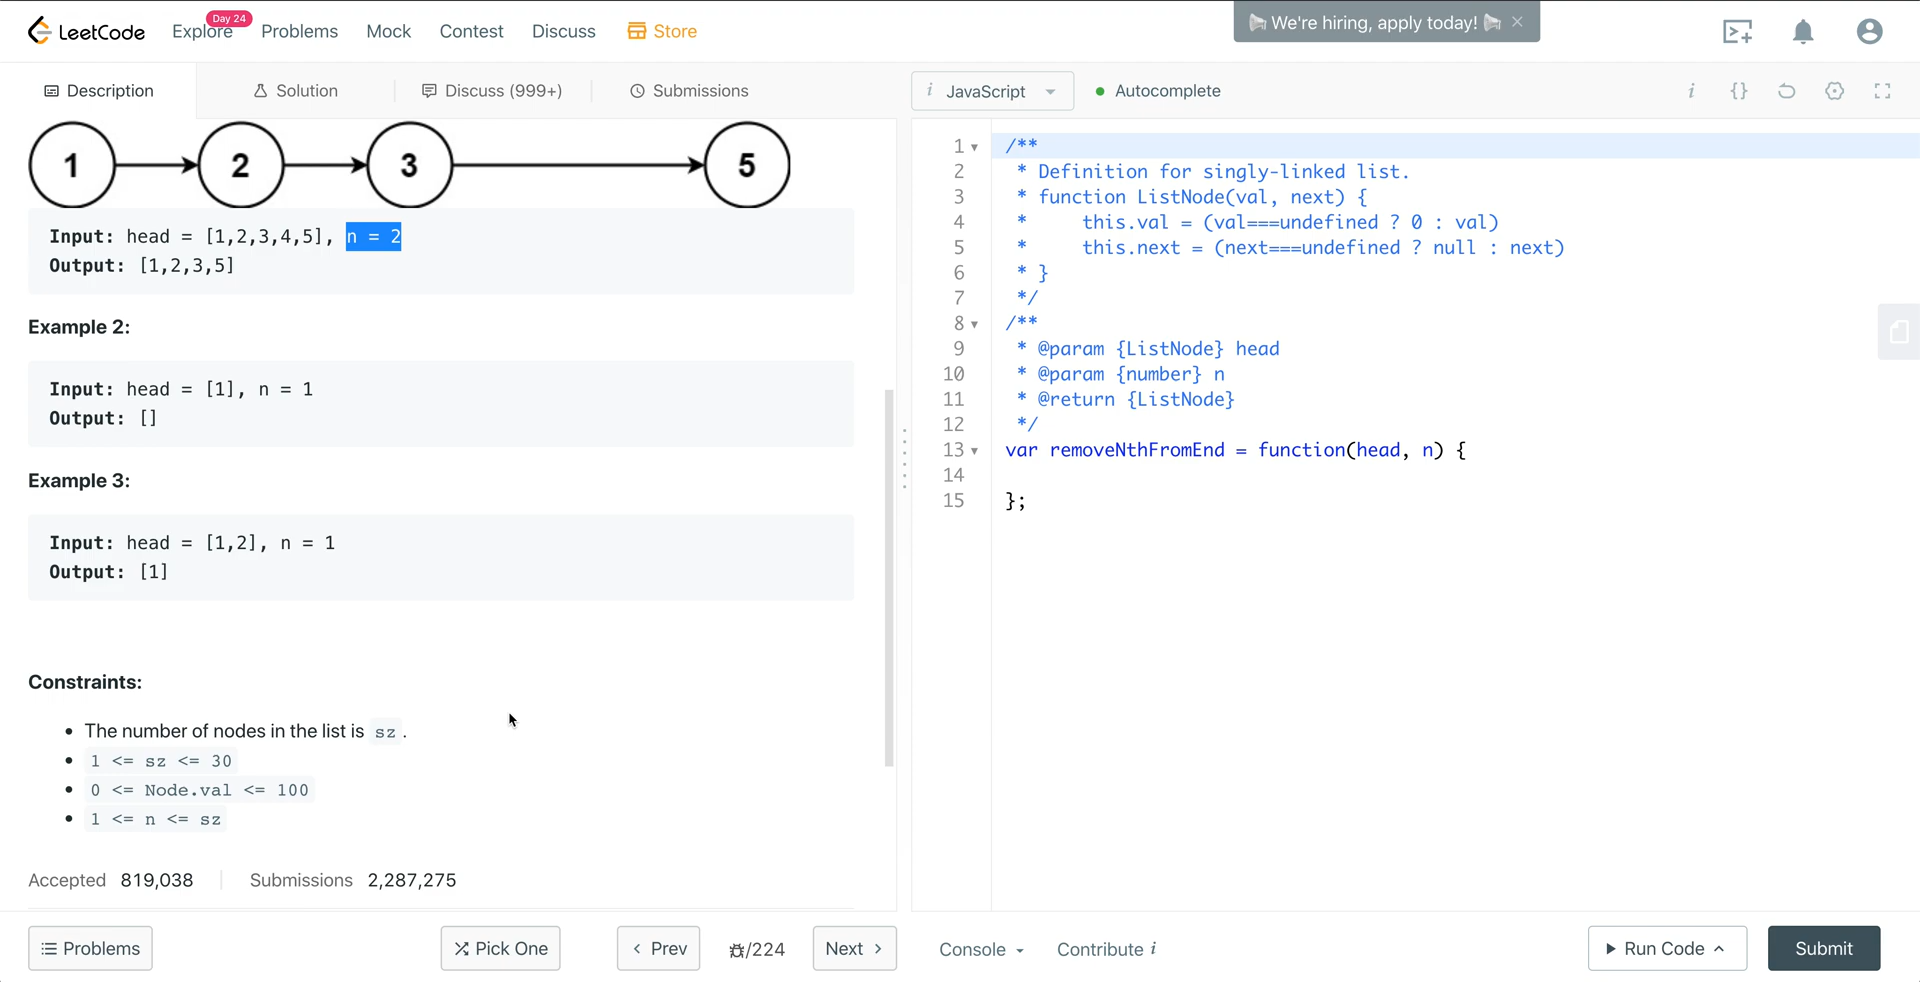 LeetCode
Explore
Day 24
Problems
Mock
Contest
Discuss
Store
We're hiring, apply today!
Description
Solution
Discuss (999+)
Submissions
1 2 3 5
Input: head = [1,2,3,4,5], n = 2
Output: [1,2,3,5]
Example 2:
Input: head = [1], n = 1
Output: []
Example 3:
Input: head = [1,2], n = 1
Output: [1]
Constraints:
The number of nodes in the list is sz.
1 <= sz <= 30
0 <= Node.val <= 100
1 <= n <= sz
Accepted 819,038
Submissions 2,287,275
Problems
Pick One
Prev
/224
Next
i JavaScript
Autocomplete
i {}
1 /**
2 * Definition for singly-linked list.
3 * function ListNode(val, next) {
4 *     this.val = (val===undefined ? 0 : val)
5 *     this.next = (next===undefined ? null : next)
6 * }
7 */
8 /**
9 * @param {ListNode} head
10 * @param {number} n
11 * @return {ListNode}
12 */
13 var removeNthFromEnd = function(head, n) {
14
15 };
Console
Contribute i
Run Code
Submit